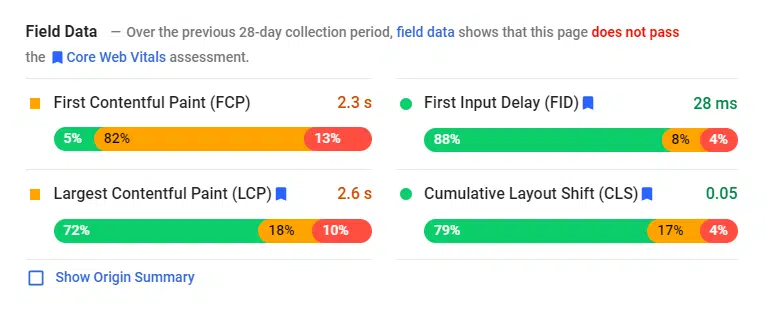 Field Data — Over the previous 28-day collection period, field data shows that this page does not pass
the Core Web Vitals assessment.
First Contentful Paint (FCP) 2.3 s
5% 82% 13%
First Input Delay (FID) 28 ms
88% 8% 4%
Largest Contentful Paint (LCP) 2.6 s
72% 18% 10%
Cumulative Layout Shift (CLS) 0.05
79% 17% 4%
Show Origin Summary